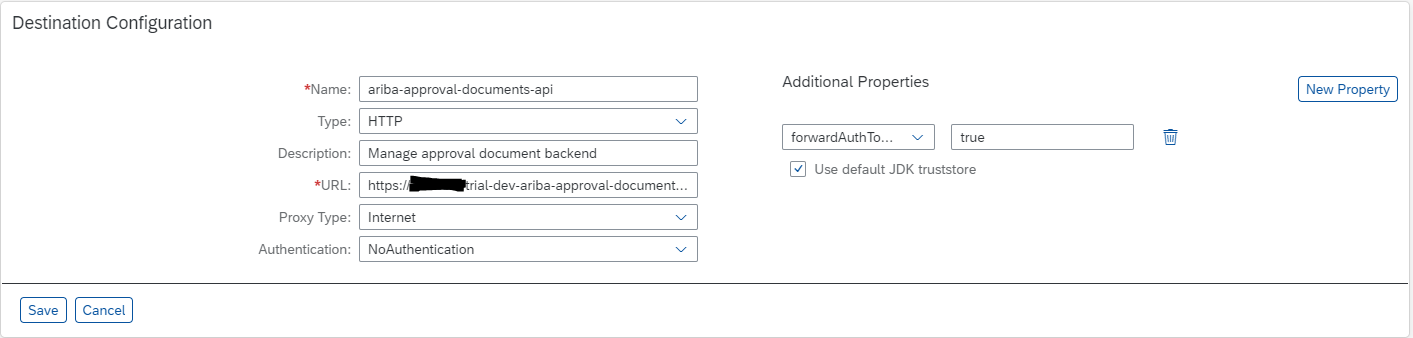 Destination Configuration
*Name: ariba-approval-documents-api
Type: HTTP
Description: Manage approval document backend
*URL: https:/ trial-dev-ariba-approval-document...
Proxy Type: Internet
Authentication: NoAuthentication
Additional Properties
New Property
forwardAuthTo... true
Use default JDK truststore
Save Cancel